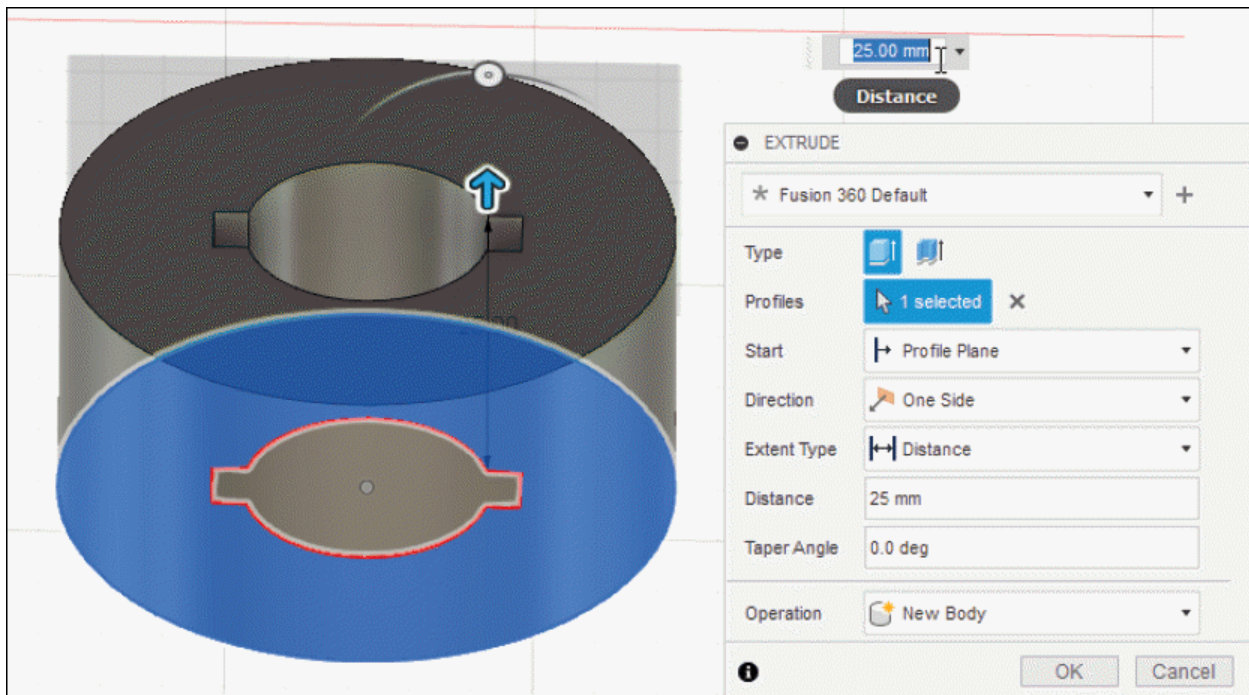 25.00 mm
Distance
EXTRUDE
Fusion 360 Default
Type
Profiles 1 selected
Start Profile Plane
Direction One Side
Extent Type Distance
Distance 25 mm
Taper Angle 0.0 deg
Operation New Body
OK Cancel